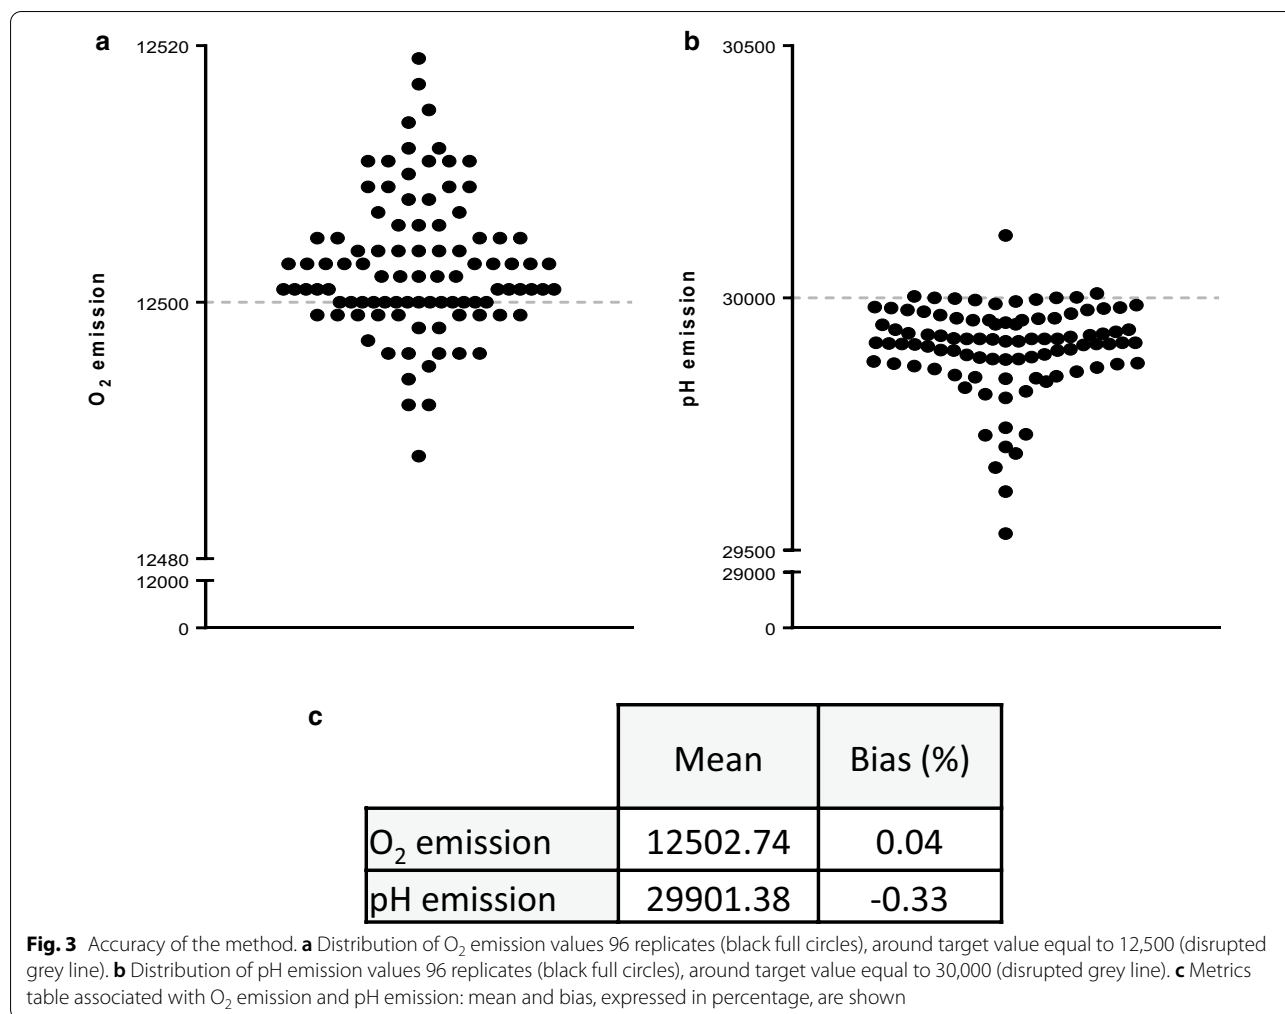 a
12520
12500
12480
12000
0
O2 emission
b
30500
30000
29500
29000
0
pH emission
c
Mean Bias (%)
O2 emission 12502.74 0.04
pH emission 29901.38 -0.33
Fig. 3 Accuracy of the method. a Distribution of O2 emission values 96 replicates (black full circles), around target value equal to 12,500 (disrupted
grey line). b Distribution of pH emission values 96 replicates (black full circles), around target value equal to 30,000 (disrupted grey line). c Metrics
table associated with O2 emission and pH emission: mean and bias, expressed in percentage, are shown